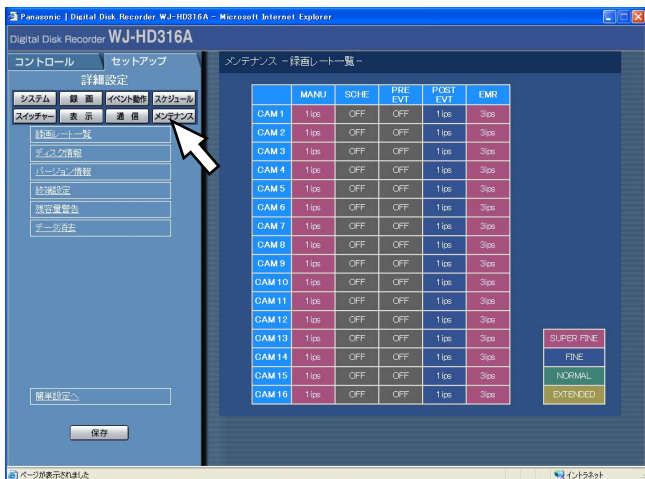 Panasonic | Digital Disk Recorder WJ-HD316A - Microsoft Internet Explorer
Digital Disk Recorder WJ-HD316A
コントロール セットアップ
詳細設定
システム 録 画 イベント動作 スケジュール
スイッチャー 表 示 通 信 メンテナンス
録画レート一覧
ディスク情報
バージョン情報
終端設定
残容量警告
データ消去
簡単設定へ
保存
メンテナンス －録画レート一覧－
MANU SCHE PRE EVT POST EVT EMR
CAM 1 1ips OFF OFF 1ips 3ips
CAM 2 1ips OFF OFF 1ips 3ips
CAM 3 1ips OFF OFF 1ips 3ips
CAM 4 1ips OFF OFF 1ips 3ips
CAM 5 1ips OFF OFF 1ips 3ips
CAM 6 1ips OFF OFF 1ips 3ips
CAM 7 1ips OFF OFF 1ips 3ips
CAM 8 1ips OFF OFF 1ips 3ips
CAM 9 1ips OFF OFF 1ips 3ips
CAM 10 1ips OFF OFF 1ips 3ips
CAM 11 1ips OFF OFF 1ips 3ips
CAM 12 1ips OFF OFF 1ips 3ips
CAM 13 1ips OFF OFF 1ips 3ips
CAM 14 1ips OFF OFF 1ips 3ips
CAM 15 1ips OFF OFF 1ips 3ips
CAM 16 1ips OFF OFF 1ips 3ips
SUPER FINE
FINE
NORMAL
EXTENDED
ページが表示されました イントラネット